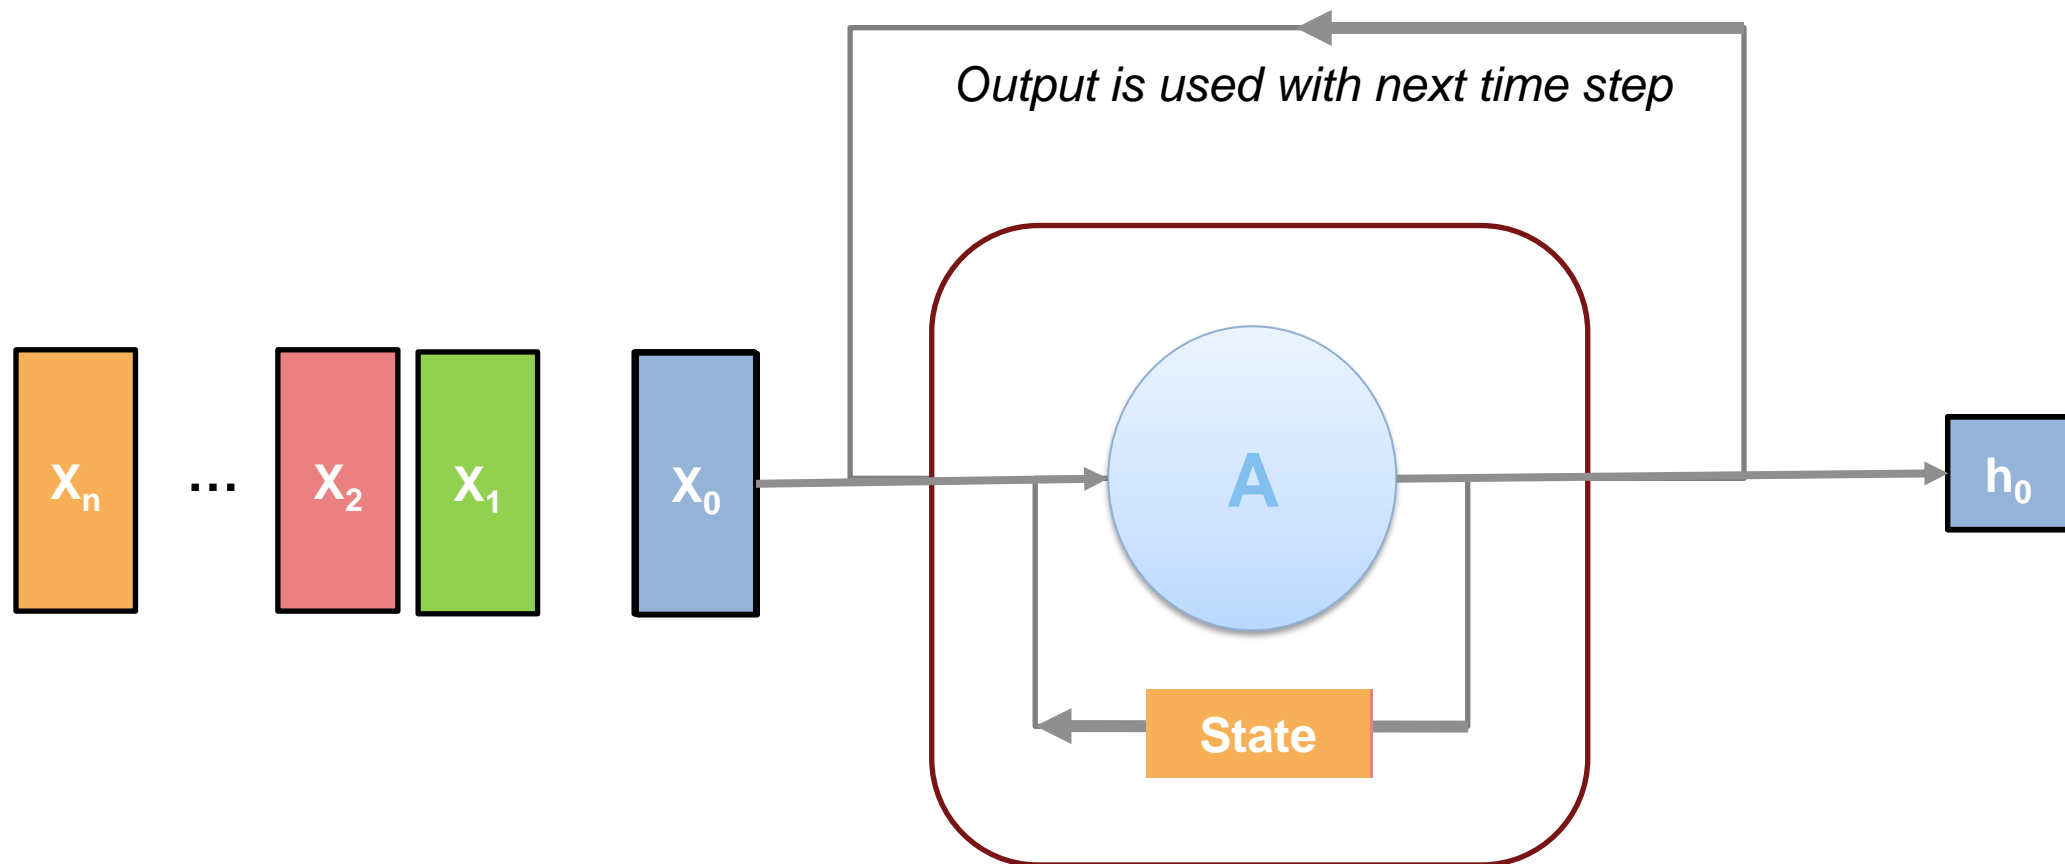 Output is used with next time step
Xn ... X2 X1 X0 A h0
State